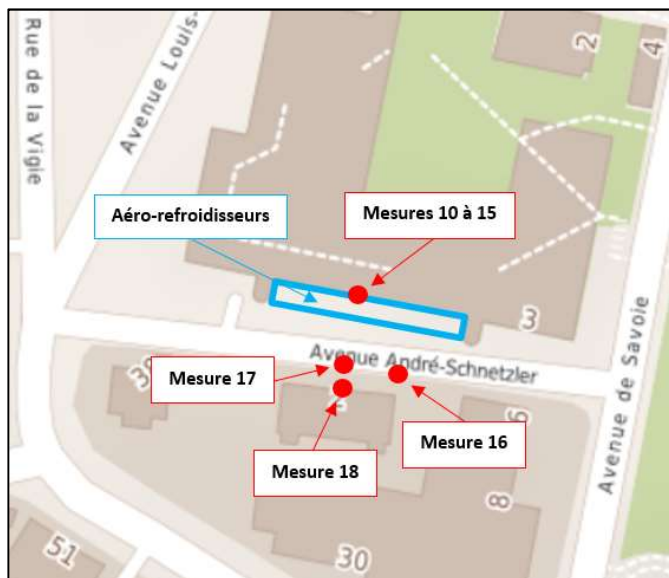 Rue de la Vigie
Avenue Louis-
2
4
Aéro-refroidisseurs
Mesures 10 à 15
3
Avenue André-Schnetzler
Avenue de Savoie
Mesure 17
Mesure 16
Mesure 18
6
8
30
51